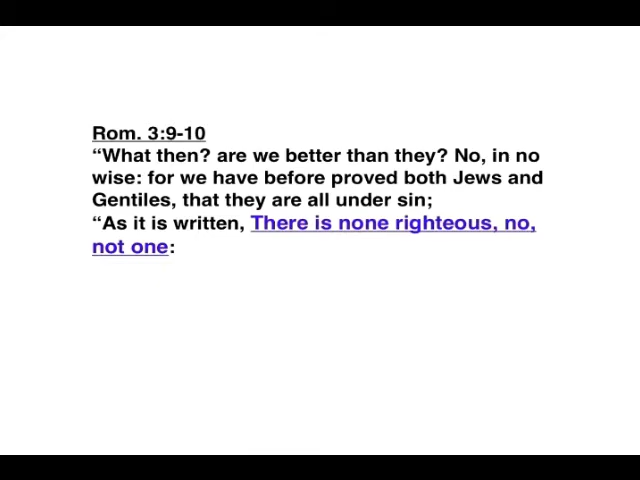 Rom. 3:9-10
“What then? are we better than they? No, in no
wise: for we have before proved both Jews and
Gentiles, that they are all under sin;
“As it is written, There is none righteous, no,
not one: